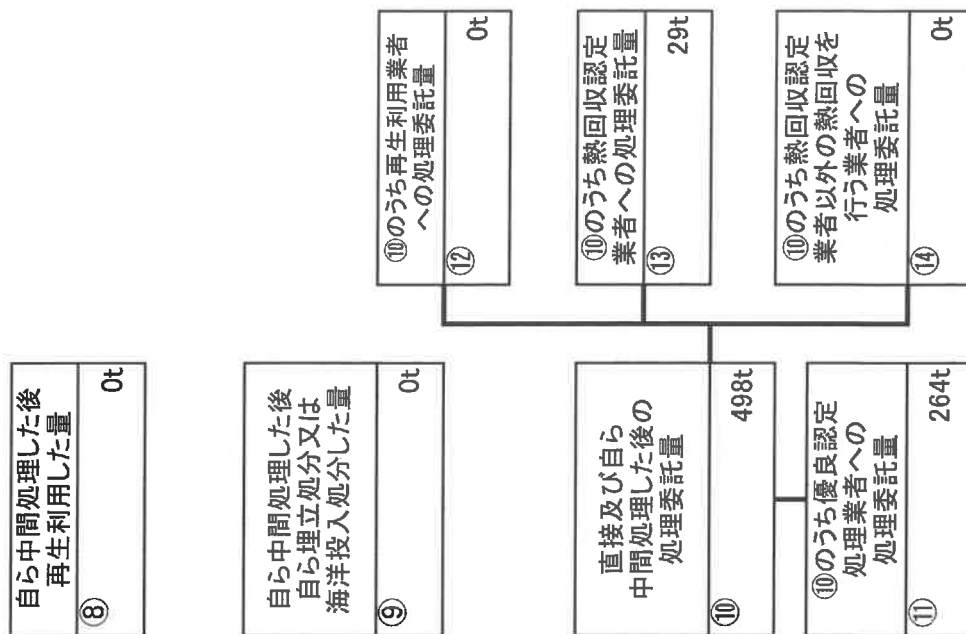 自ら中間処理した後
再生利用した量
⑧
0t
自ら中間処理した後
自ら埋立処分又は
海洋投入処分した量
⑨
0t
直接及び自ら
中間処理した後の
処理委託量
⑩
498t
⑩のうち優良認定
処理業者への
処理委託量
⑪
264t
⑩のうち再生利用業者
への処理委託量
⑫
0t
⑩のうち熱回収認定
業者への処理委託量
⑬
29t
⑩のうち熱回収認定
業者以外の熱回収を
行う業者への
処理委託量
⑭
0t